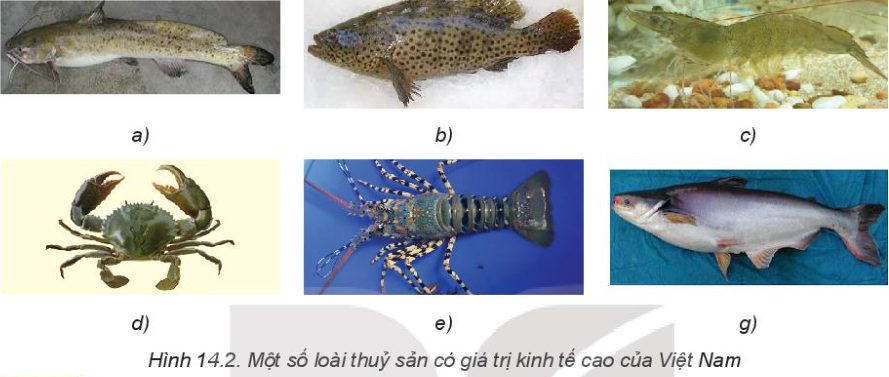 a) b) c)
d) e) g)
Hình 14.2. Một số loài thuỷ sản có giá trị kinh tế cao của Việt Nam